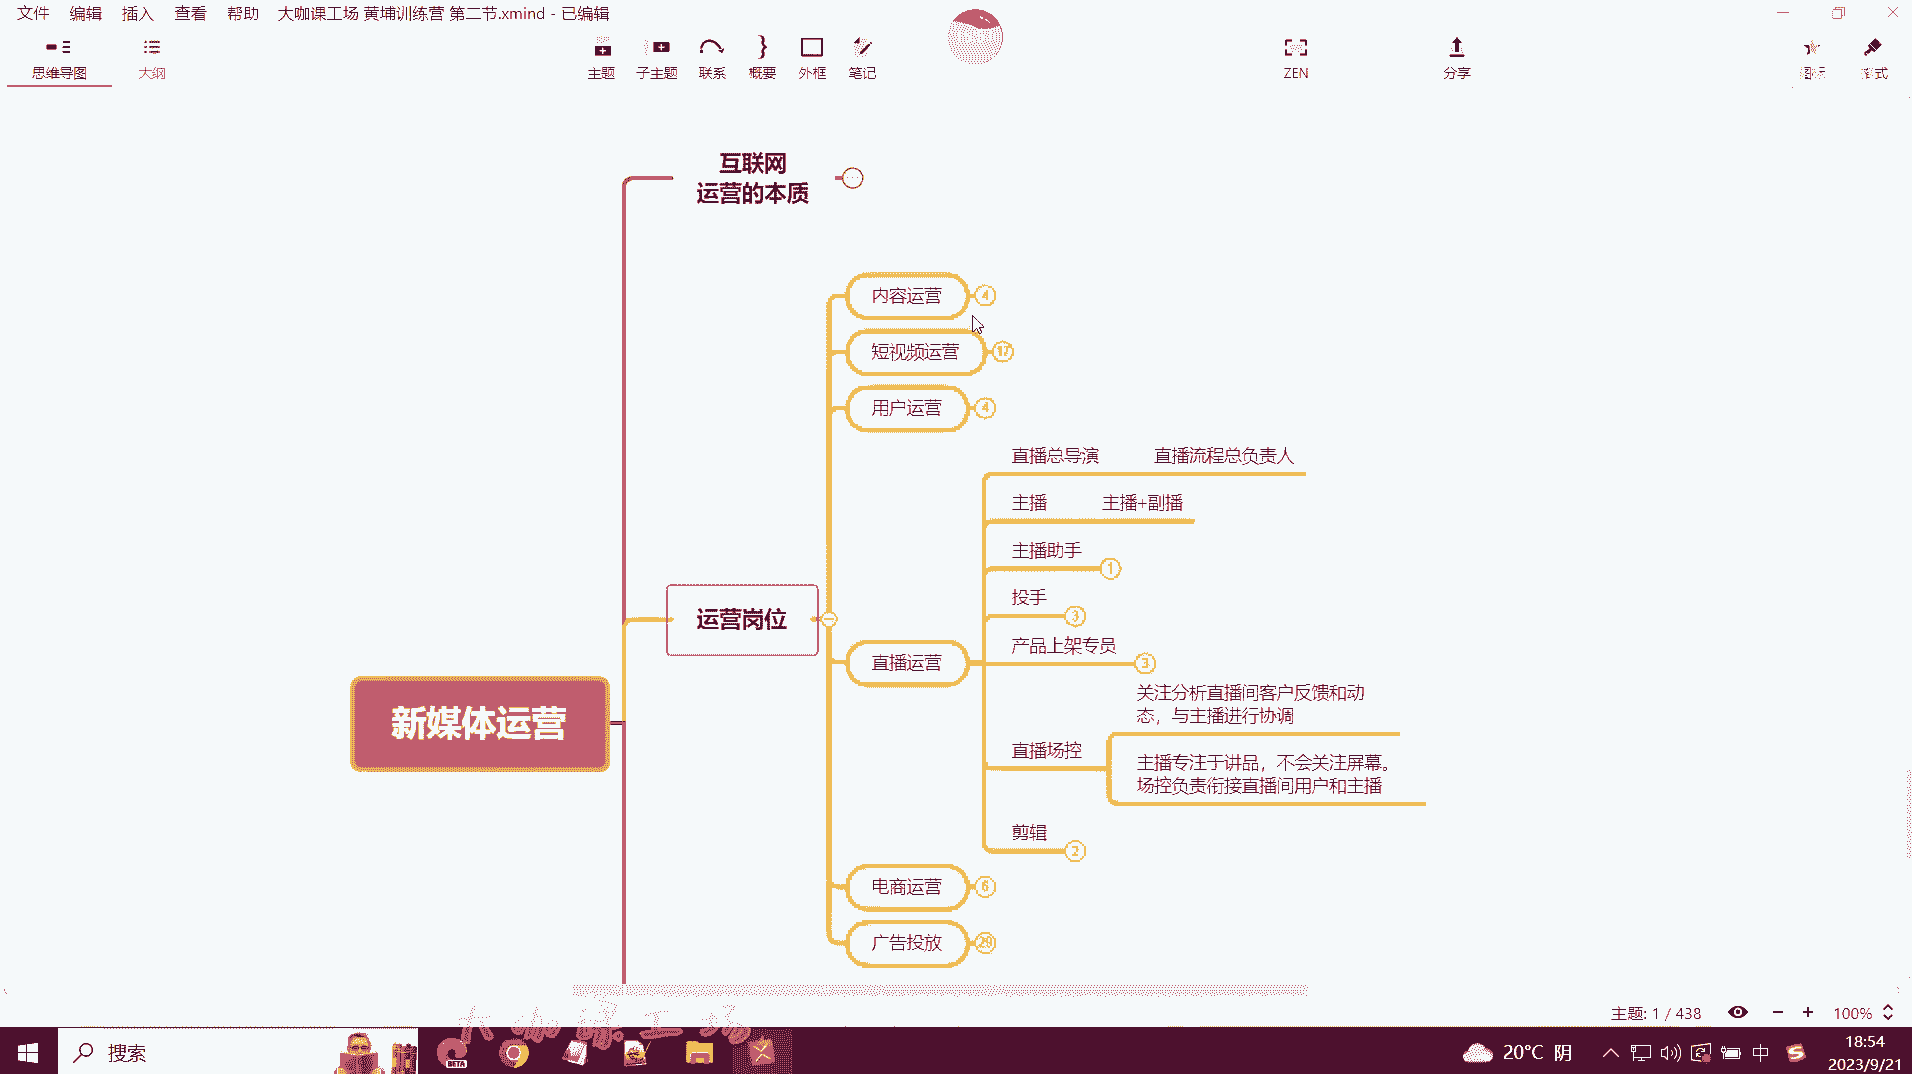 文件 编辑 插入 查看 帮助 大咖课工场 黄埔训练营 第二节.xmind - 已编辑
思维导图 大纲 主题 子主题 联系 概要 外框 笔记 ZEN 分享
互联网
运营的本质
内容运营 4
短视频运营 17
用户运营 4
直播总导演 直播流程总负责人
主播 主播+副播
主播助手 1
投手 3
运营岗位
直播运营
产品上架专员 3
关注分析直播间客户反馈和动
态，与主播进行协调
直播场控
主播专注于讲品，不会关注屏幕。
场控负责衔接直播间用户和主播
新媒体运营
剪辑 2
电商运营 6
广告投放 29
主题: 1 / 438 100%
大咖课工场
搜索
BETA
20°C 阴
中
18:54
2023/9/21